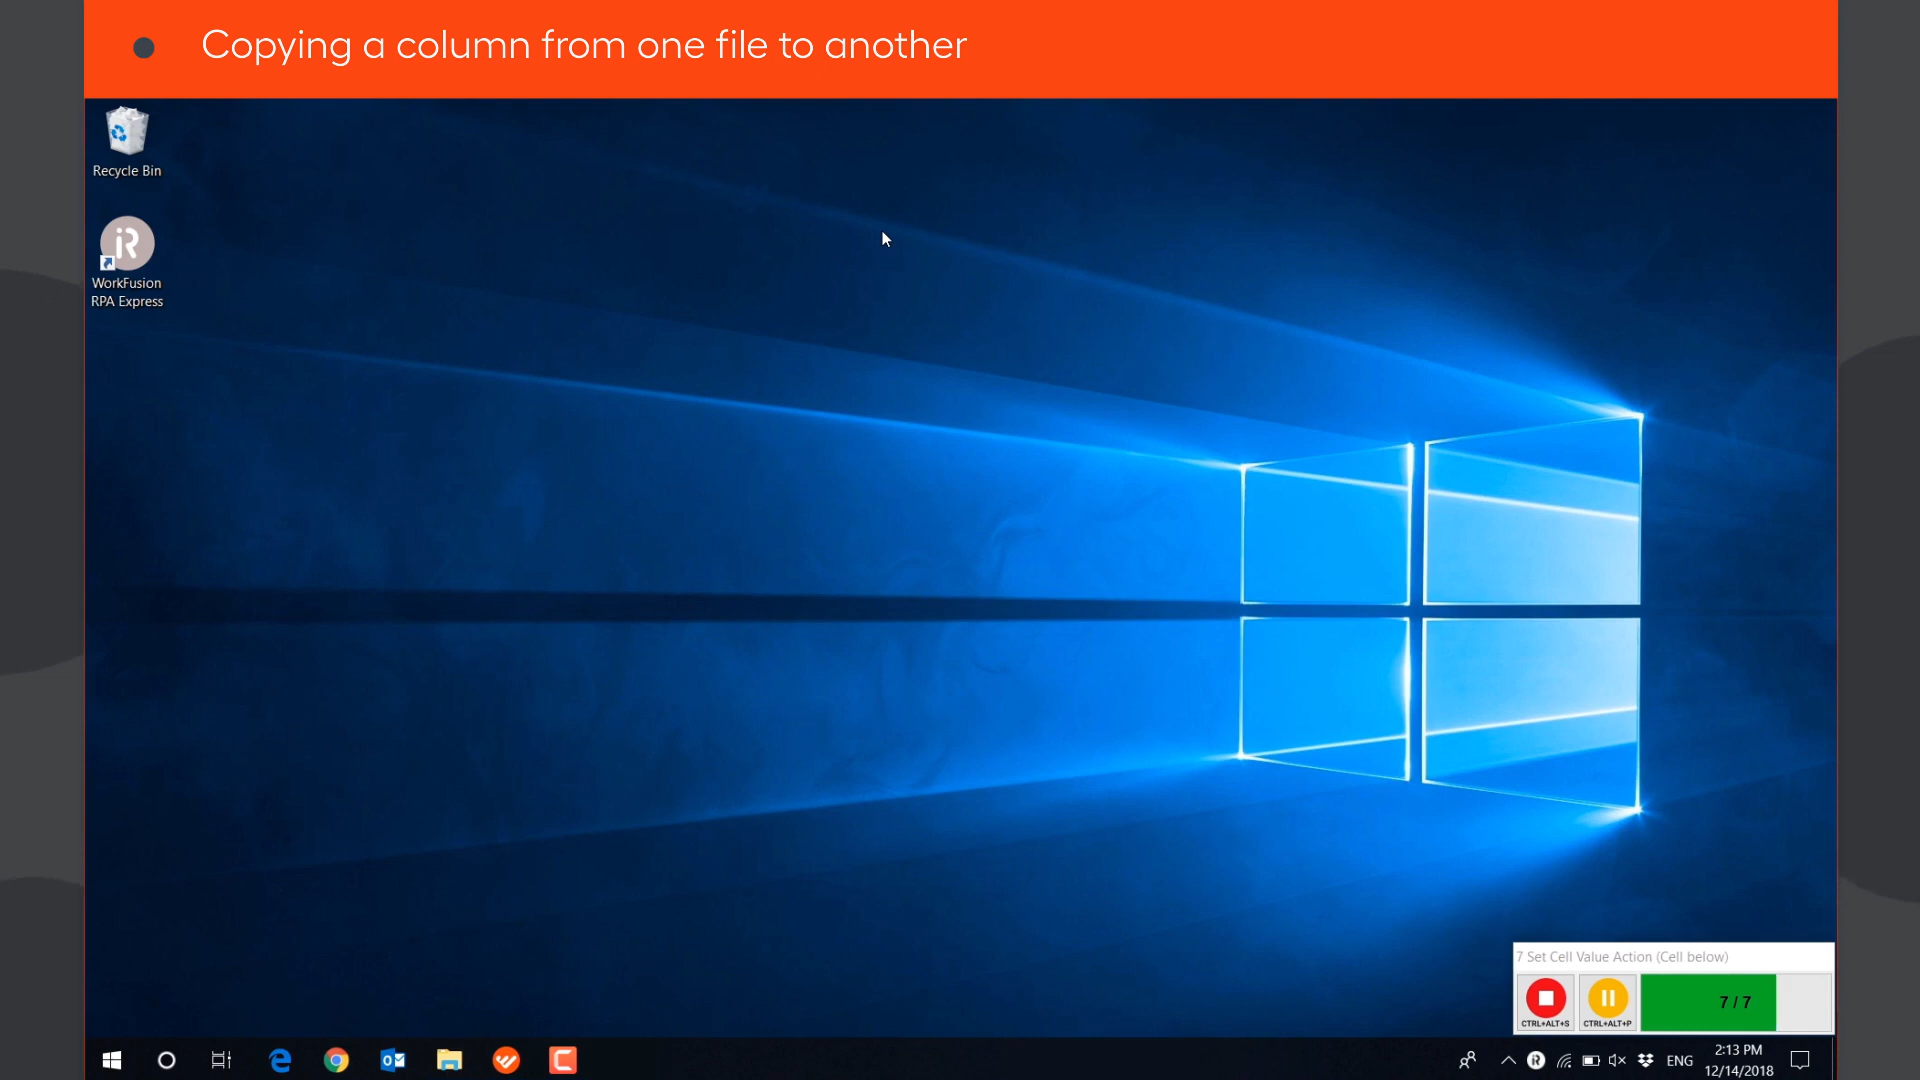 Copying a column from one file to another
Recycle Bin
WorkFusion
RPA Express
7 Set Cell Value Action (Cell below)
CTRL+ALT+S
CTRL+ALT+P
7 / 7
ENG
2:13 PM
12/14/2018